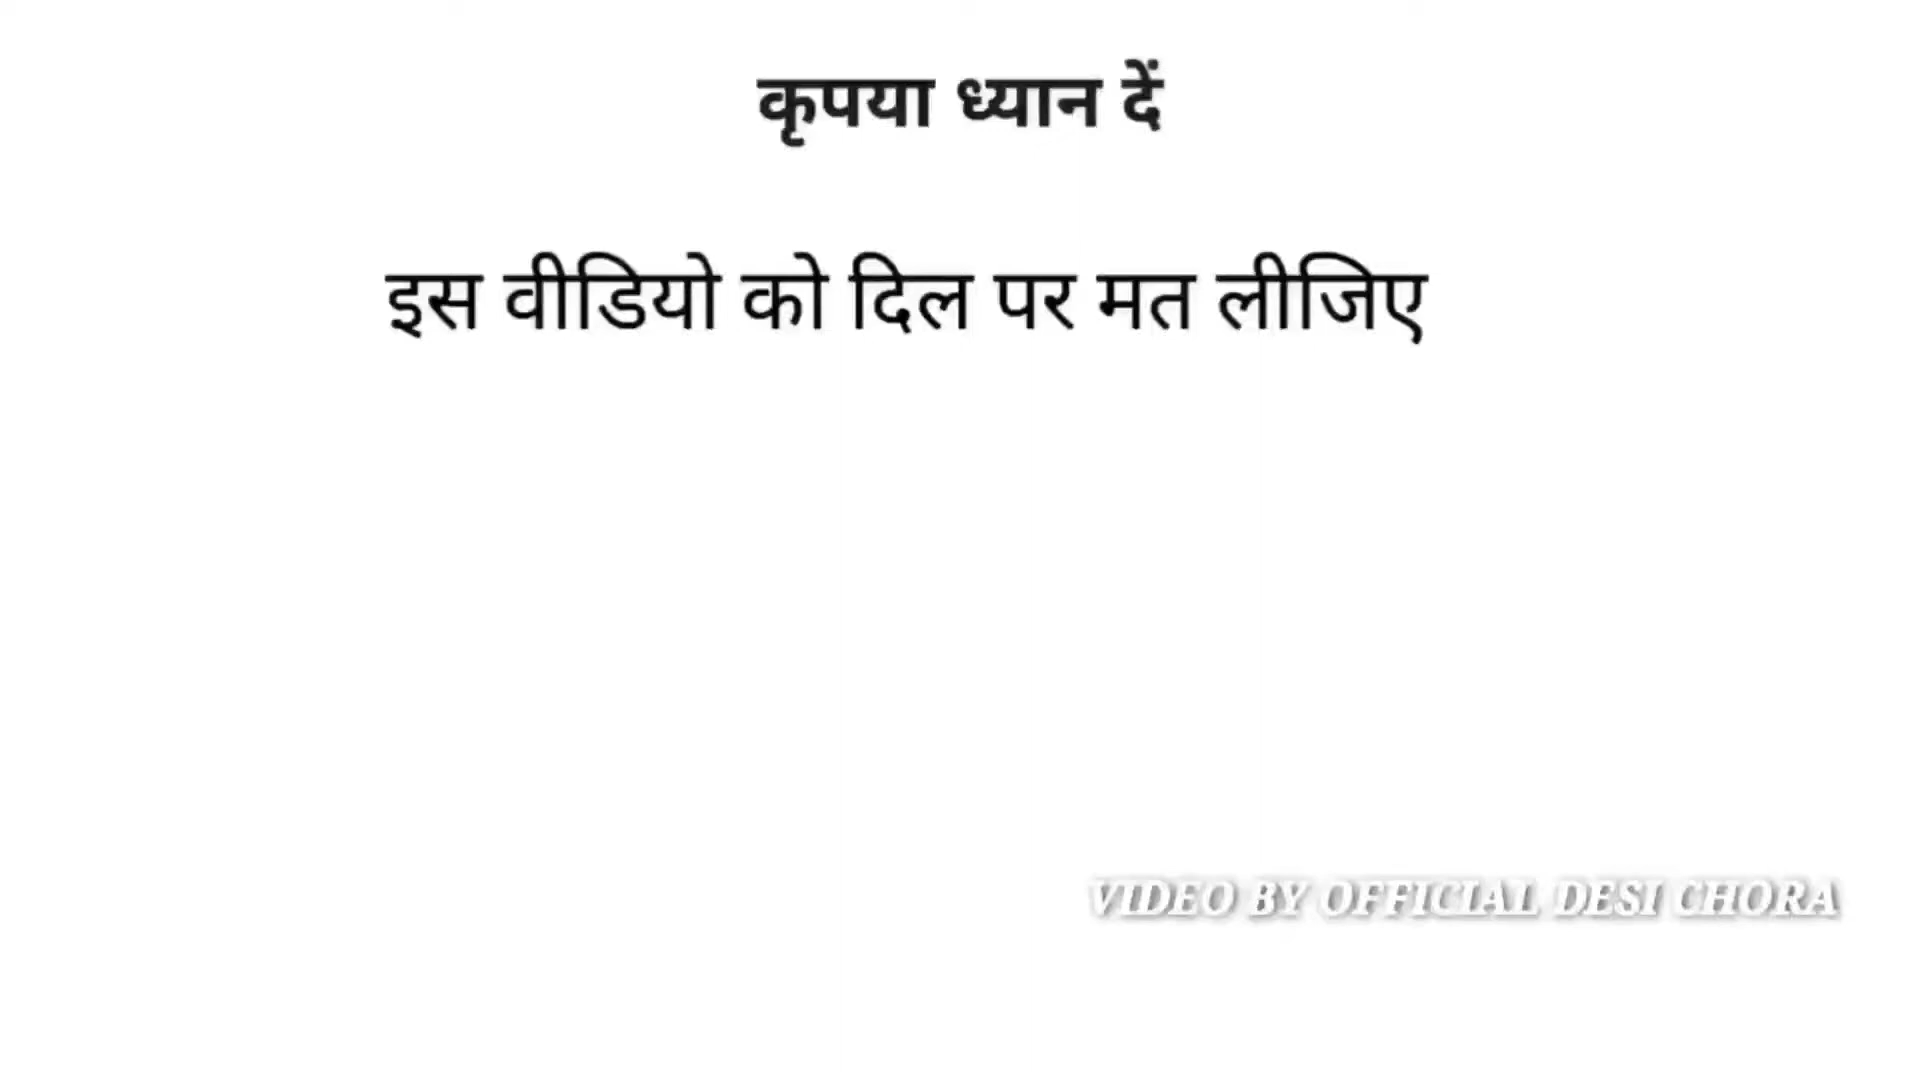 कृपया ध्यान दें
इस वीडियो को दिल पर मत लीजिए
VIDEO BY OFFICIAL DESI CHORA